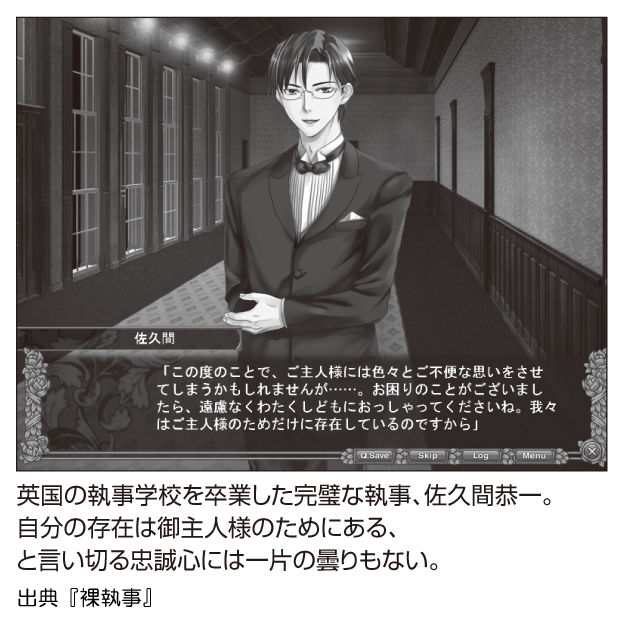 佐久間
「この度のことで、ご主人様には色々とご不便な思いをさせ
てしまうかもしれませんが……。お困りのことがございまし
たら、遠慮なくわたくしどもにおっしゃってくださいね。我々
はご主人様のためだけに存在しているのですから」
Q.Save Skip Log Menu
英国の執事学校を卒業した完璧な執事、佐久間恭一。
自分の存在は御主人様のためにある、
と言い切る忠誠心には一片の曇りもない。
出典『裸執事』